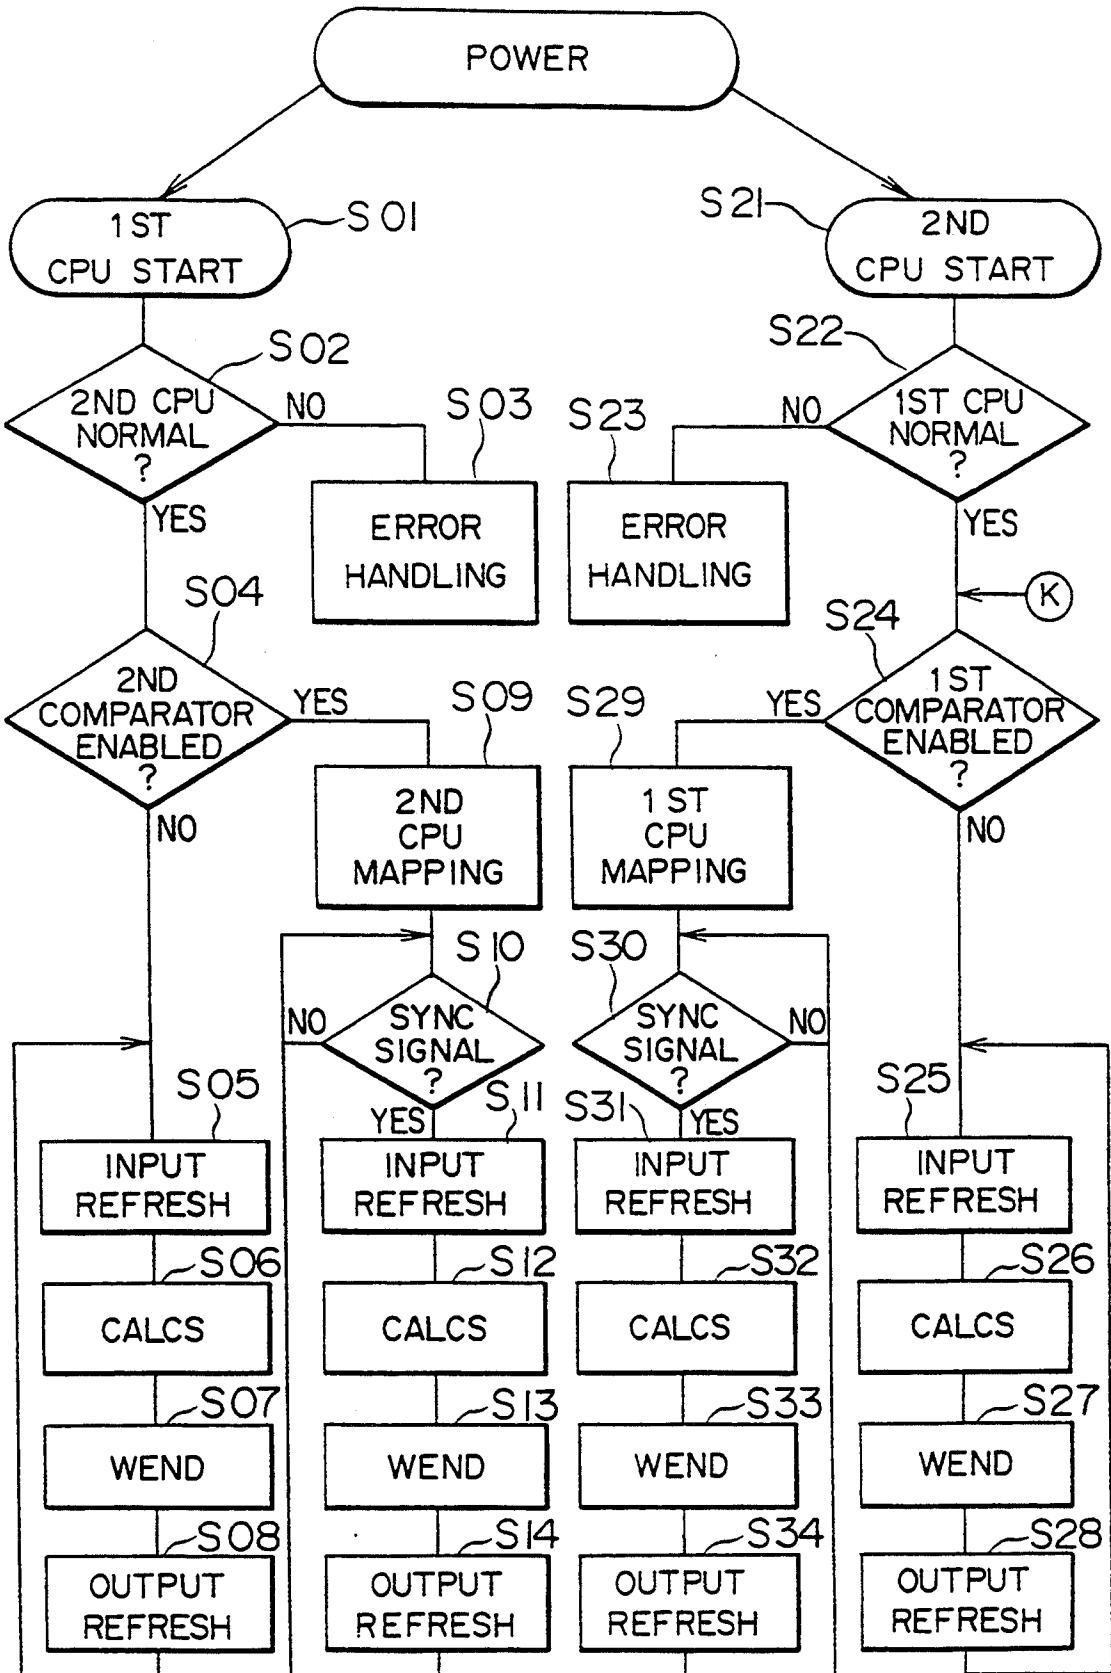 POWER
1ST
CPU START
S01
S21
2ND
CPU START
S02
2ND CPU
NORMAL
?
NO
YES
S03
ERROR
HANDLING
S22
1ST CPU
NORMAL
?
NO
YES
S23
ERROR
HANDLING
K
S04
2ND
COMPARATOR
ENABLED
?
YES
NO
S09
2ND
CPU
MAPPING
S29
1ST
CPU
MAPPING
S24
1ST
COMPARATOR
ENABLED
?
YES
NO
S10
SYNC
SIGNAL
?
NO
YES
S30
SYNC
SIGNAL
?
NO
YES
S05
INPUT
REFRESH
S11
INPUT
REFRESH
S31
INPUT
REFRESH
S25
INPUT
REFRESH
S06
CALCS
S12
CALCS
S32
CALCS
S26
CALCS
S07
WEND
S13
WEND
S33
WEND
S27
WEND
S08
OUTPUT
REFRESH
S14
OUTPUT
REFRESH
S34
OUTPUT
REFRESH
S28
OUTPUT
REFRESH